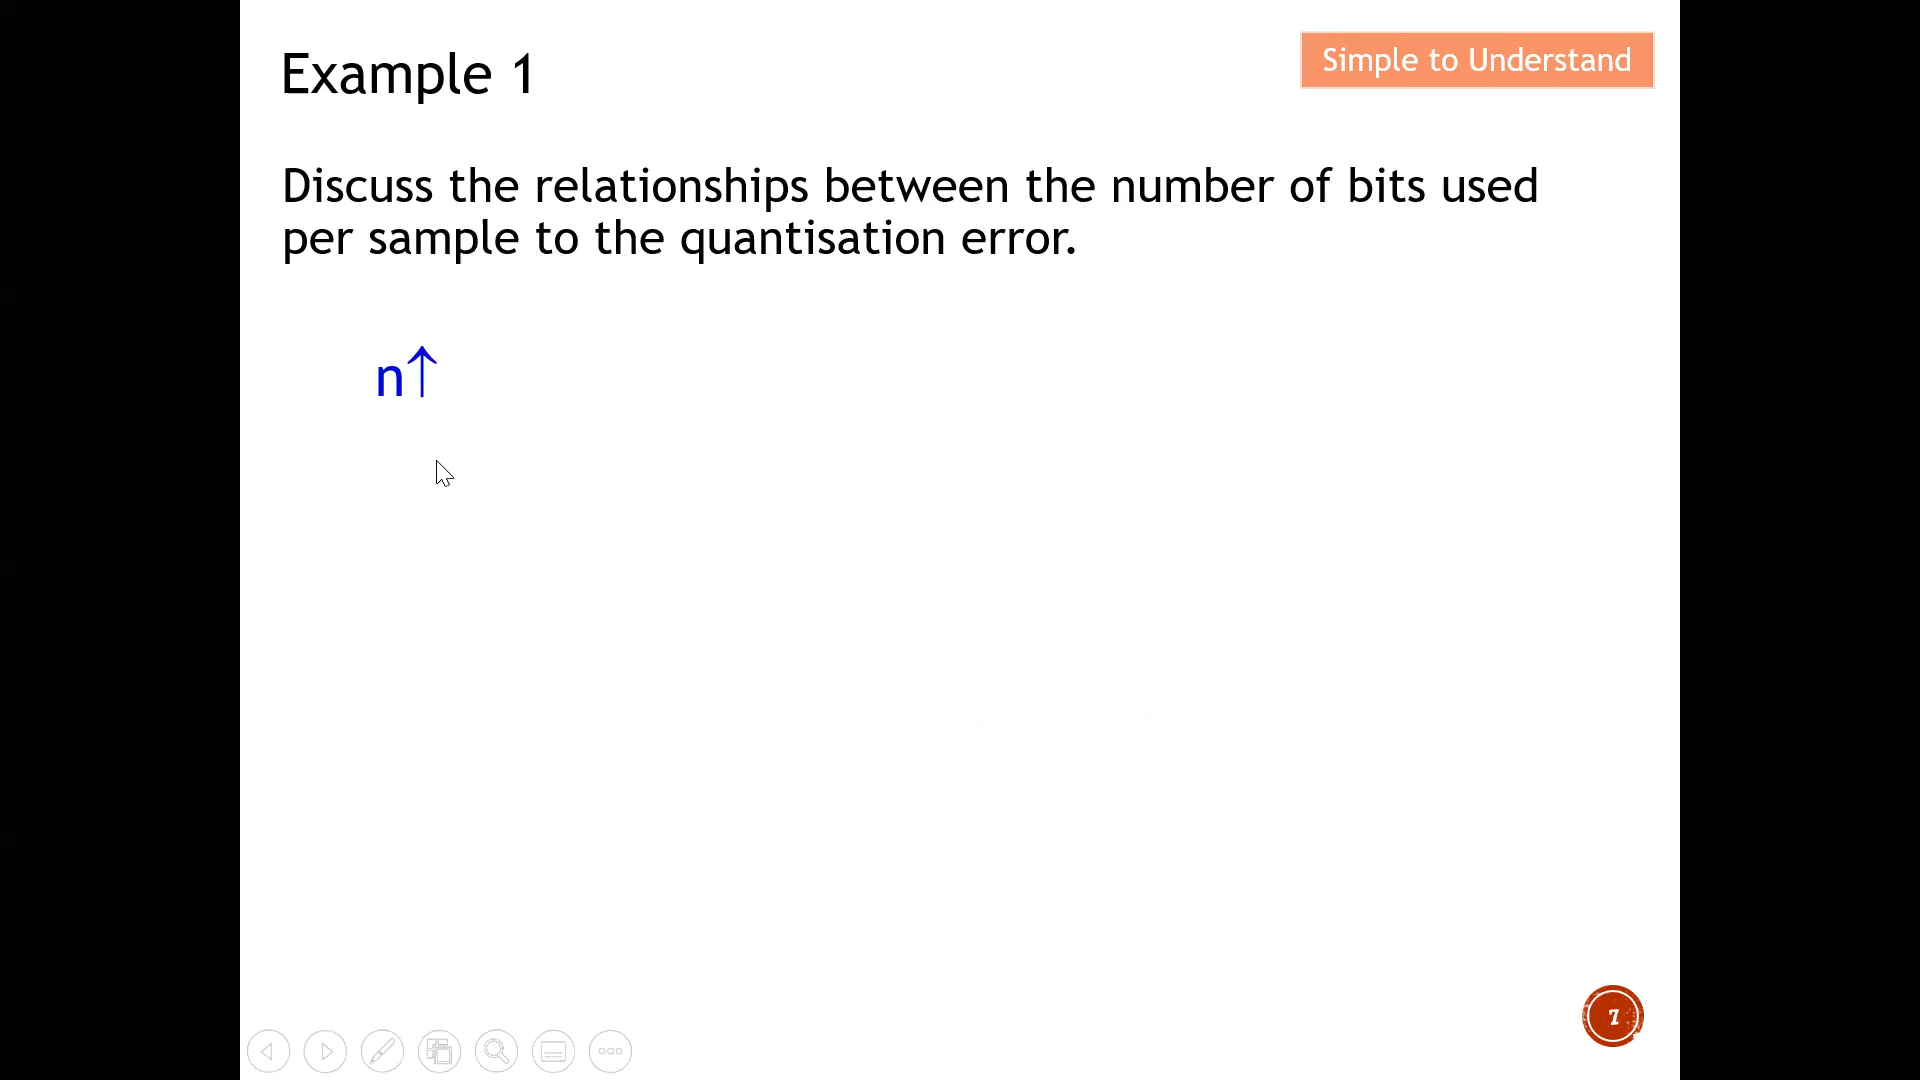 Example 1
Simple to Understand
Discuss the relationships between the number of bits used
per sample to the quantisation error.
n↑
7